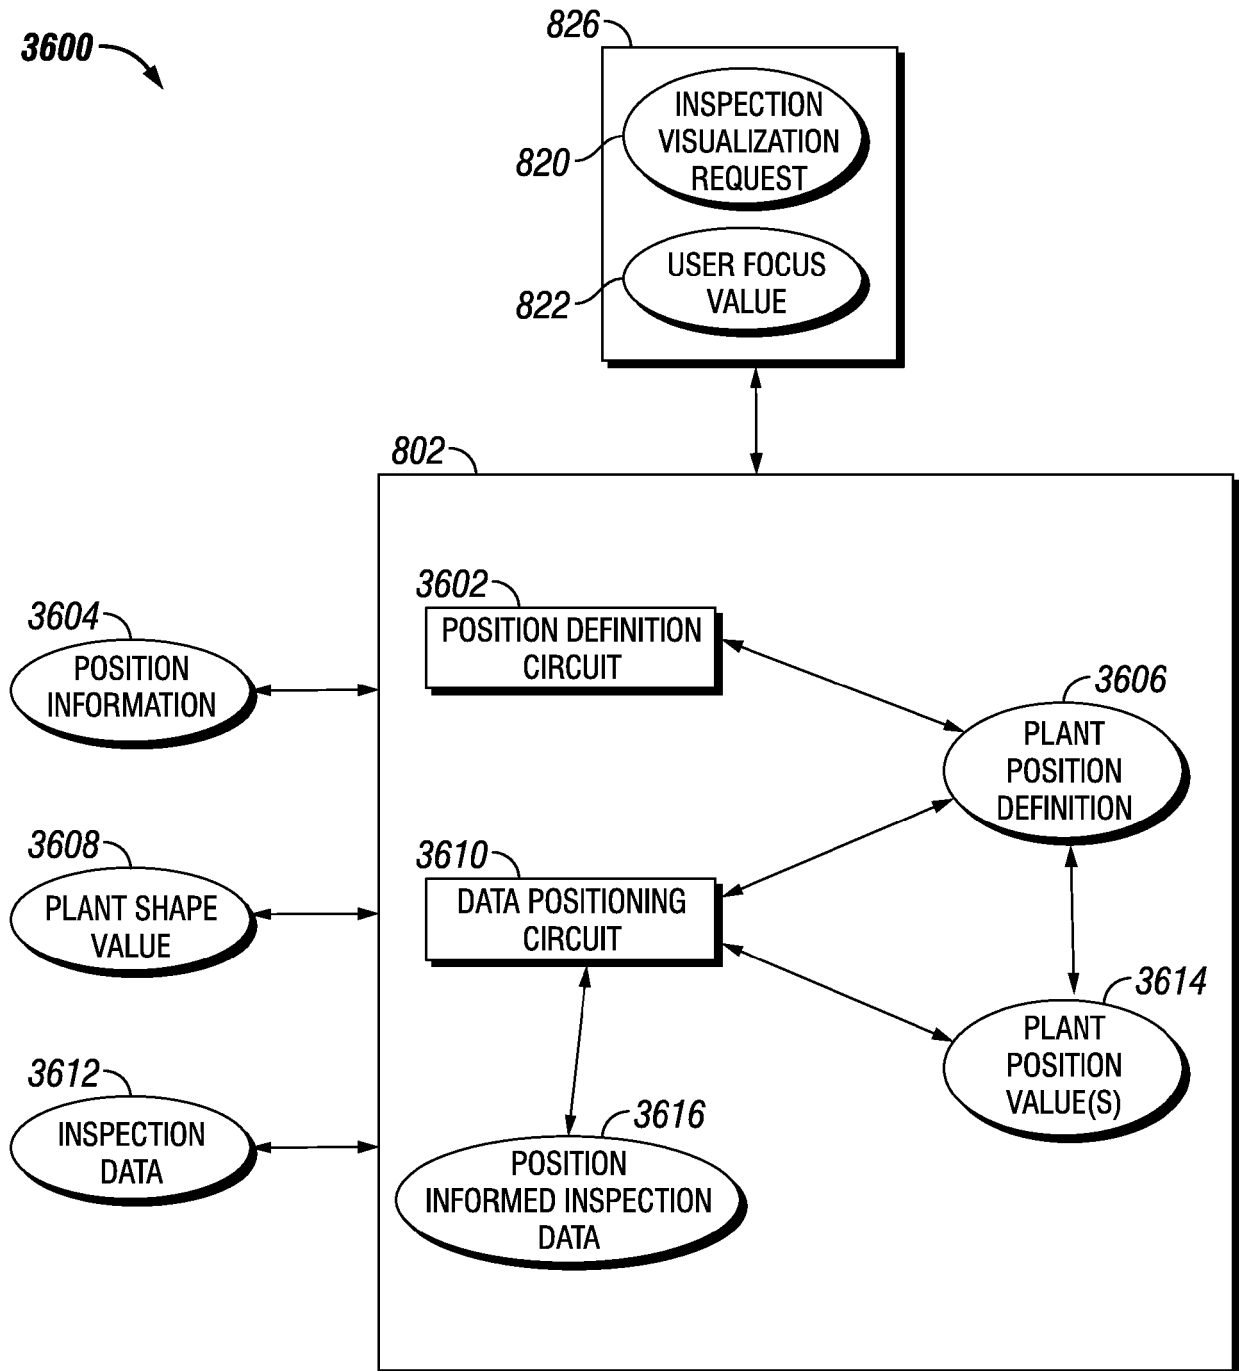 3600
826
INSPECTION
VISUALIZATION
REQUEST
820
USER FOCUS
VALUE
822
802
3602
POSITION DEFINITION
CIRCUIT
3604
POSITION
INFORMATION
3606
PLANT
POSITION
DEFINITION
3608
PLANT SHAPE
VALUE
3610
DATA POSITIONING
CIRCUIT
3614
PLANT
POSITION
VALUE(S)
3612
INSPECTION
DATA
3616
POSITION
INFORMED INSPECTION
DATA